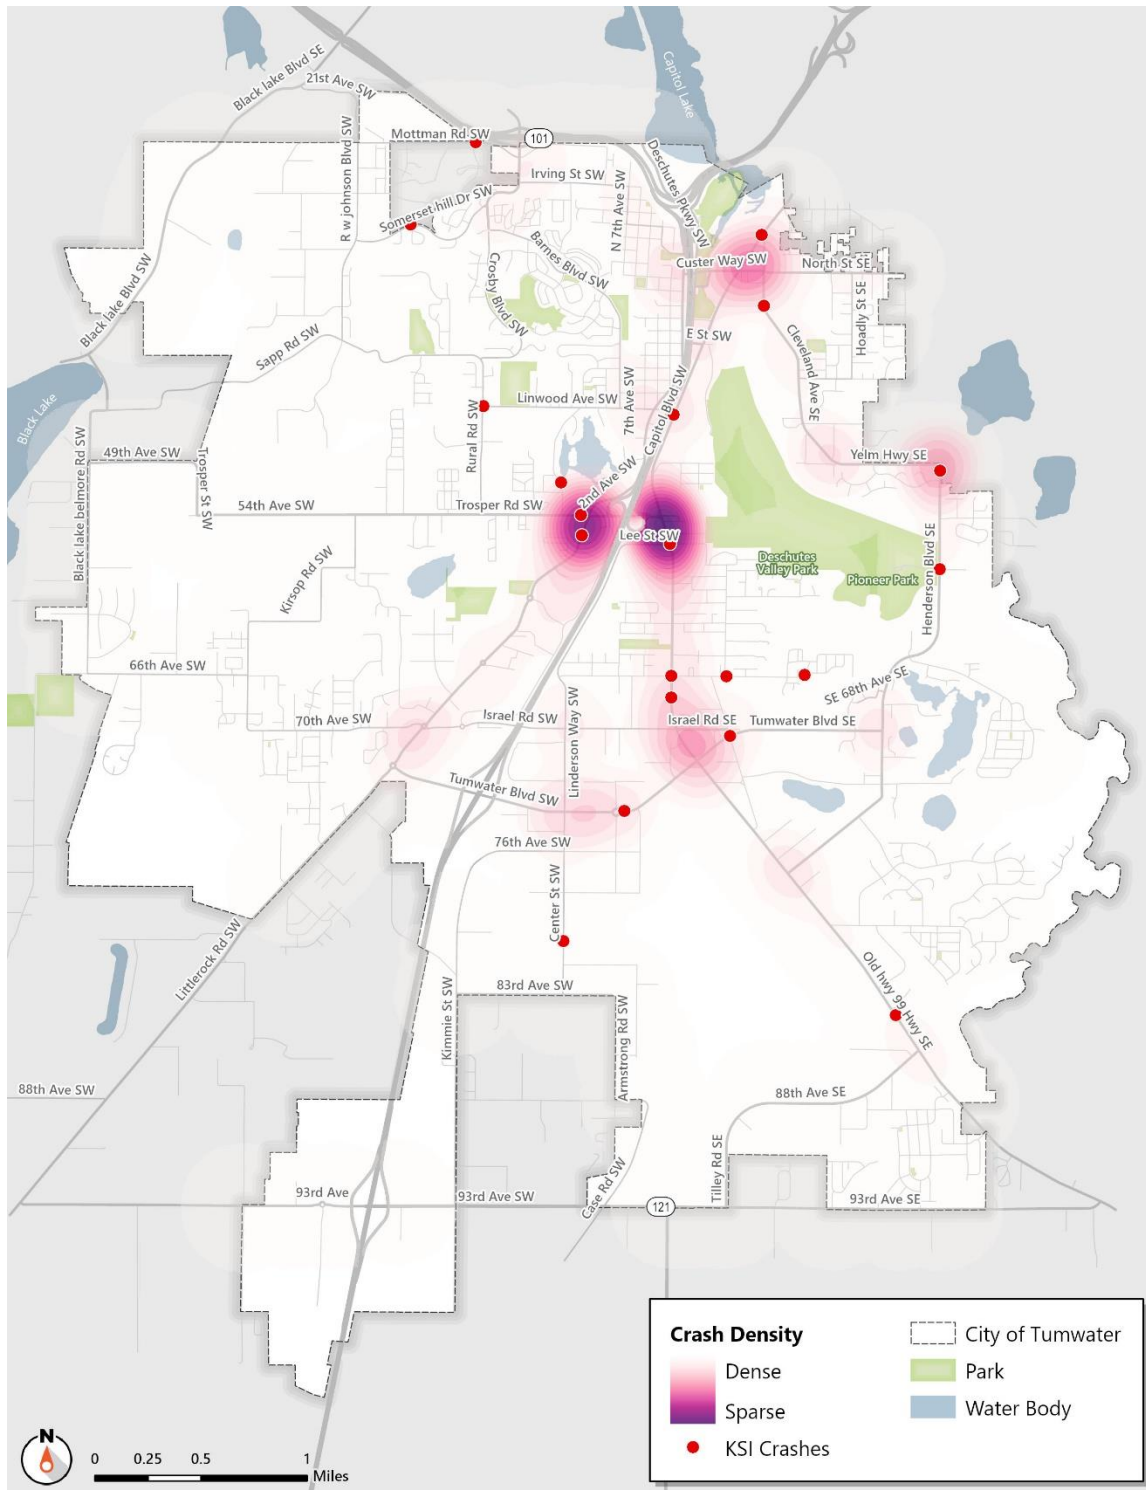 Black lake Blvd SE
21st Ave SW
Capitol Lake
Mottman Rd SW
101
R w johnson Blvd SW
Deschutes Pkwy SW
Irving St SW
N 7th Ave SW
Somerset hill Dr SW
Barnes Blvd SW
Custer Way SW
North St SE
Crosby Blvd SW
Hoadly St SE
Black lake Blvd SW
Sapp Rd SW
E St SW
Cleveland Ave SE
Black Lake
Linwood Ave SW
7th Ave SW
Capitol Blvd SW
Rural Rd SW
49th Ave SW
Trosper St SW
Yelm Hwy SE
2nd Ave SW
54th Ave SW
Trosper Rd SW
Lee St SW
Black lake belmore Rd SW
Kirsop Rd SW
Deschutes
Valley Park
Pioneer Park
Henderson Blvd SE
66th Ave SW
SE 68th Ave SE
70th Ave SW
Israel Rd SW
Linderson Way SW
Israel Rd SE
Tumwater Blvd SE
Tumwater Blvd SW
76th Ave SW
Center St SW
Littlerock Rd SW
Old hwy 99 Hwy SE
83rd Ave SW
Kimmie St SW
Armstrong Rd SW
88th Ave SW
88th Ave SE
Tilley Rd SE
93rd Ave
93rd Ave SW
Case Rd SW
121
93rd Ave SE
Crash Density
Dense
Sparse
KSI Crashes
City of Tumwater
Park
Water Body
N
0 0.25 0.5 1
Miles